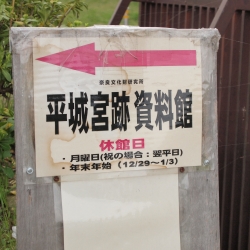 奈良文化財研究所
平城宮跡 資料館
休館日
・月曜日(祝の場合：翌平日)
・年末年始 (12/29～1/3)